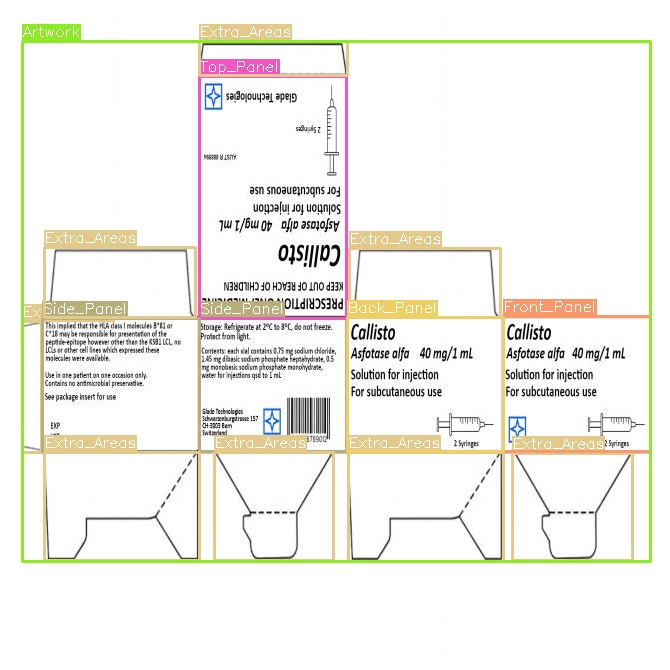 Artwork
Extra_Areas
Top_Panel
Glade Technologies
2 Syringes
AUST R 888994
For subcutaneous use
Solution for injection
Asfotase alfa 40 mg/1 mL
Callisto
KEEP OUT OF REACH OF CHILDREN
PRESCRIPTION ONLY MEDICINE
Extra_Areas
Extra_Areas
Ex
Side_Panel
This implied that the HLA class I molecules B*81 or
C*18 may be responsible for presentation of the
peptide-epitope however other than the KSB1 LCL, no
LCLs or other cell lines which expressed these
molecules were available.
Use in one patient on one occasion only.
Contains no antimicrobial preservative.
See package insert for use
EXP
Side_Panel
Storage: Refrigerate at 2°C to 8°C, do not freeze.
Protect from light.
Contents: each vial contains 0.75 mg sodium chloride,
1.45 mg dibasic sodium phosphate heptahydrate, 0.5
mg monobasic sodium phosphate monohydrate,
water for injections qsd to 1 mL
Glade Technologies
Schwarzenburgstrasse 157
CH-3003 Bern
Switzerland
6789012
Back_Panel
Callisto
Asfotase alfa 40 mg/1 mL
Solution for injection
For subcutaneous use
2 Syringes
Front_Panel
Callisto
Asfotase alfa 40 mg/1 mL
Solution for injection
For subcutaneous use
2 Syringes
Extra_Areas
Extra_Areas
Extra_Areas
Extra_Areas